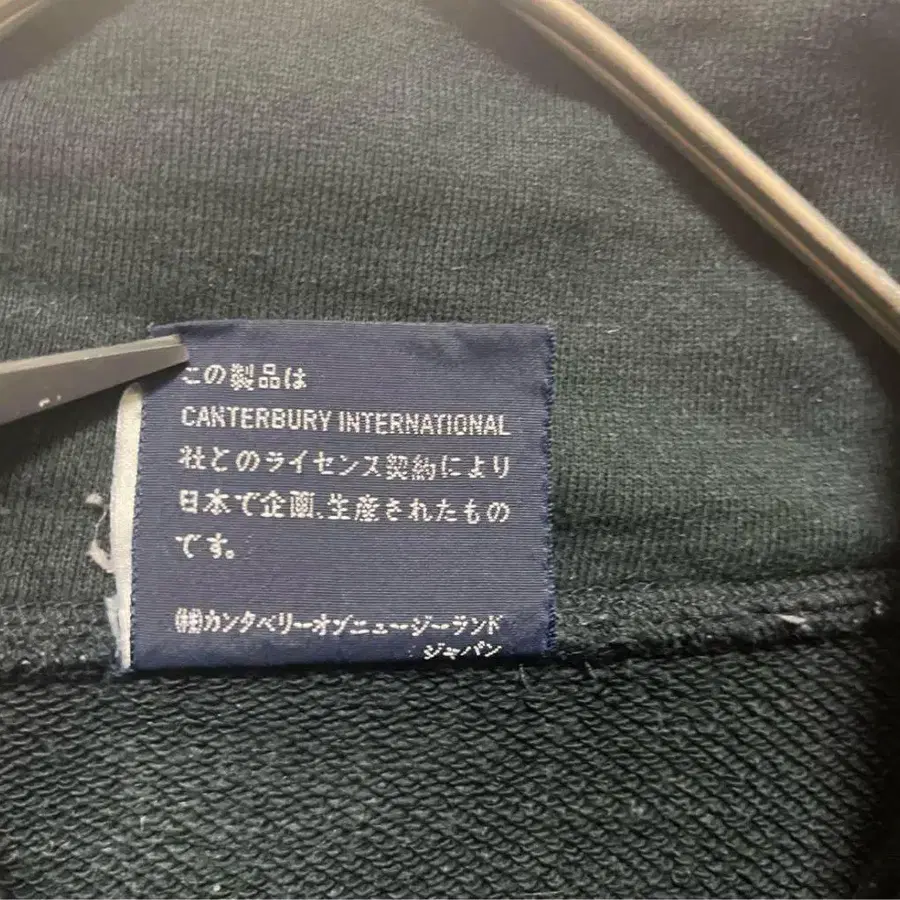 この製品は
CANTERBURY INTERNATIONAL
社とのライセンス契約により
日本で企画、生産されたもの
です。
㈱カンタベリーオブニュージーランド
ジャパン